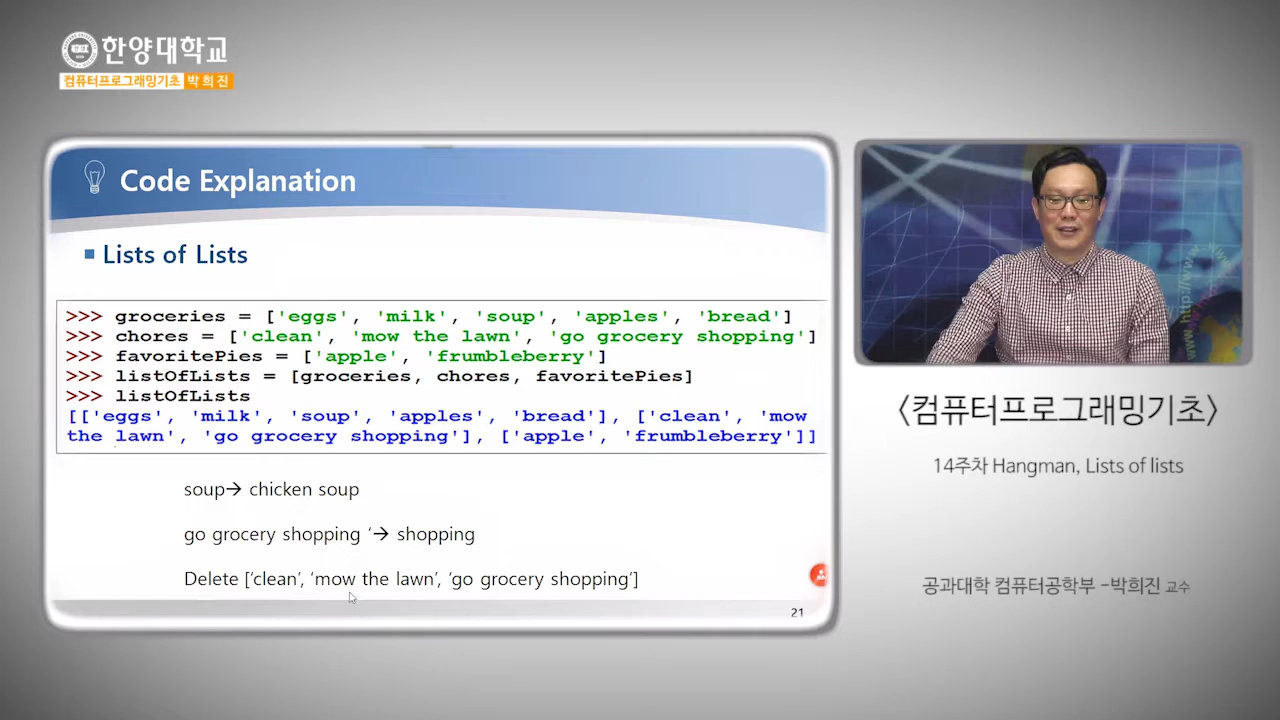 한양대학교
컴퓨터프로그래밍기초 박희진
Code Explanation
Lists of Lists
>>> groceries = ['eggs', 'milk', 'soup', 'apples', 'bread']
>>> chores = ['clean', 'mow the lawn', 'go grocery shopping']
>>> favoritePies = ['apple', 'frumbleberry']
>>> listOfLists = [groceries, chores, favoritePies]
>>> listOfLists
[['eggs', 'milk', 'soup', 'apples', 'bread'], ['clean', 'mow
the lawn', 'go grocery shopping'], ['apple', 'frumbleberry']]
soup→ chicken soup
go grocery shopping ‘→ shopping
Delete [‘clean’, ‘mow the lawn’, ‘go grocery shopping’]
21
http://www.
www
〈컴퓨터프로그래밍기초〉
14주차 Hangman, Lists of lists
공과대학 컴퓨터공학부 -박희진 교수